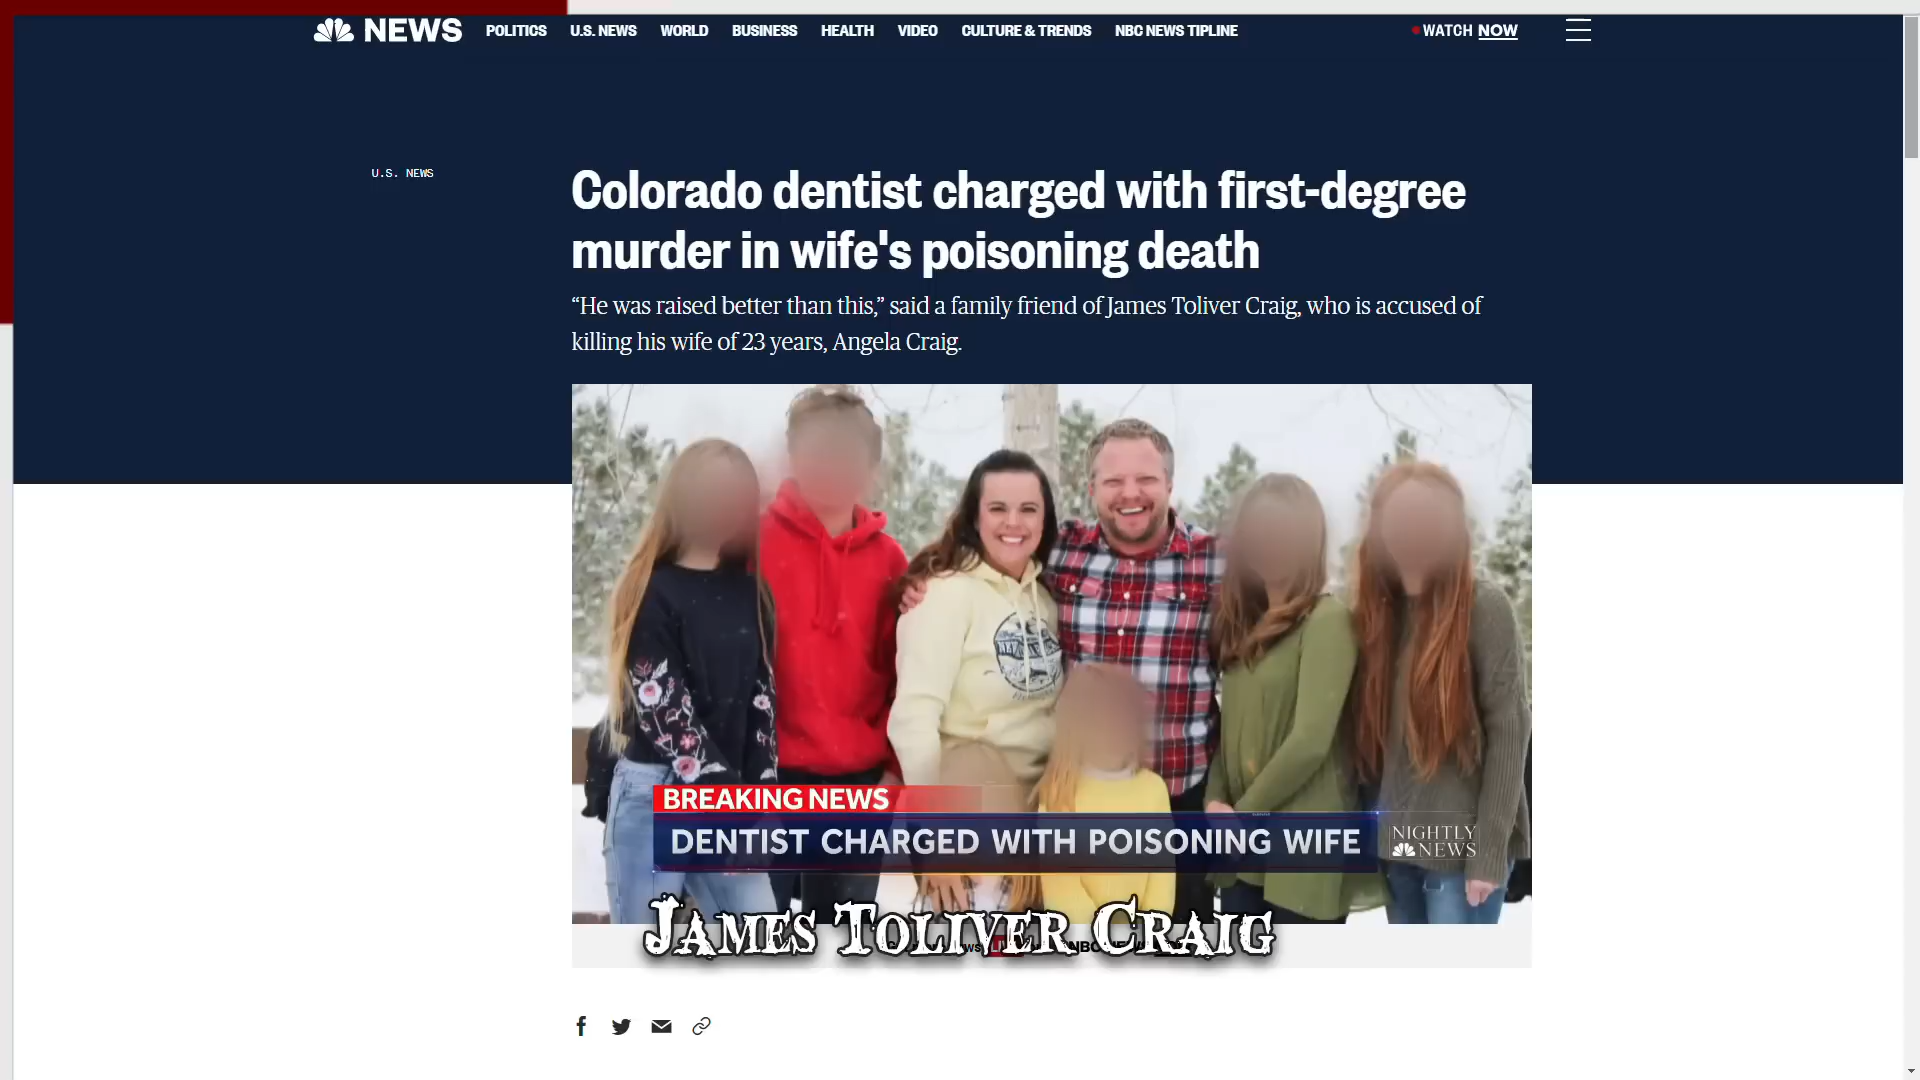 NEWS POLITICS U.S. NEWS WORLD BUSINESS HEALTH VIDEO CULTURE & TRENDS NBC NEWS TIPLINE WATCH NOW
U.S. NEWS
Colorado dentist charged with first-degree
murder in wife's poisoning death
“He was raised better than this,” said a family friend of James Toliver Craig, who is accused of
killing his wife of 23 years, Angela Craig.
BREAKING NEWS
DENTIST CHARGED WITH POISONING WIFE
NIGHTLY
NEWS
JAMES TOLIVER CRAIG